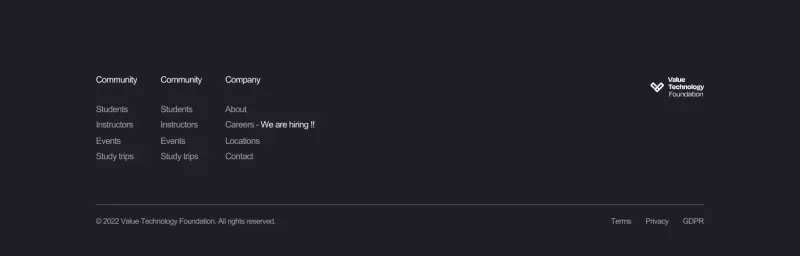 Community
Students
Instructors
Events
Study trips
Community
Students
Instructors
Events
Study trips
Company
About
Careers - We are hiring !!
Locations
Contact
Value
Technology
Foundation
© 2022 Value Technology Foundation. All rights reserved.
Terms
Privacy
GDPR